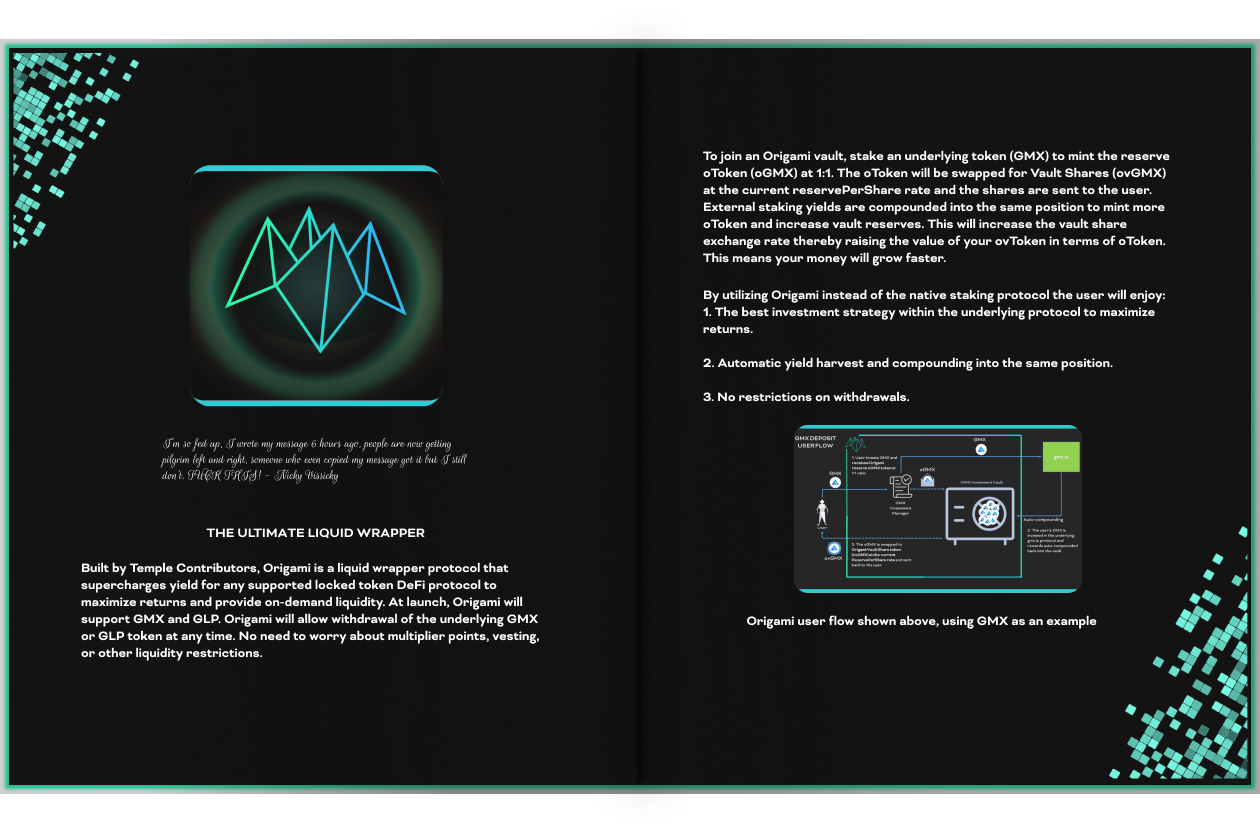 I'm so fed up, I wrote my message 6 hours ago, people are now getting
pilgrim left and right, someone who even copied my message got it but I still
don't. FUCK THIS! – Nicky Vissicky
THE ULTIMATE LIQUID WRAPPER
Built by Temple Contributors, Origami is a liquid wrapper protocol that
supercharges yield for any supported locked token DeFi protocol to
maximize returns and provide on-demand liquidity. At launch, Origami will
support GMX and GLP. Origami will allow withdrawal of the underlying GMX
or GLP token at any time. No need to worry about multiplier points, vesting,
or other liquidity restrictions.
To join an Origami vault, stake an underlying token (GMX) to mint the reserve
oToken (oGMX) at 1:1. The oToken will be swapped for Vault Shares (ovGMX)
at the current reservePerShare rate and the shares are sent to the user.
External staking yields are compounded into the same position to mint more
oToken and increase vault reserves. This will increase the vault share
exchange rate thereby raising the value of your ovToken in terms of oToken.
This means your money will grow faster.
By utilizing Origami instead of the native staking protocol the user will enjoy:
1. The best investment strategy within the underlying protocol to maximize
returns.
2. Automatic yield harvest and compounding into the same position.
3. No restrictions on withdrawals.
GMX DEPOSIT
USER FLOW
GMX
gmx.io
1. User invests GMX and
receives Origami
reserve oGMX token at
1:1 ratio
GMX
oGMX
GMX
Investment
Manager
GMX Investment Vault
User
Auto-compounding
ovGMX
2. The oGMX is swapped to
Origami Vault Share token
(ovGMX) at the current
ReservePerShare rate and sent
back to the user
3. The user's GMX is
invested in the underlying
gmx.io protocol and
rewards auto-compounded
back into the vault
Origami user flow shown above, using GMX as an example